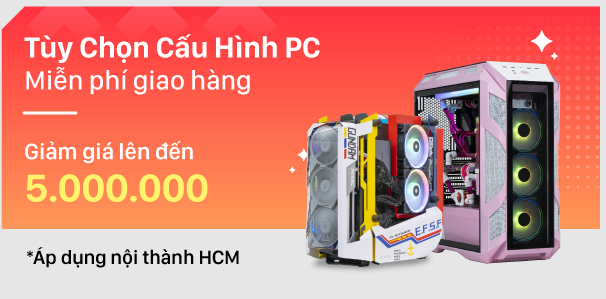 Tùy Chọn Cấu Hình PC
Miễn phí giao hàng
Giảm giá lên đến
5.000.000
*Áp dụng nội thành HCM
GUNDAM
E.F.S.F